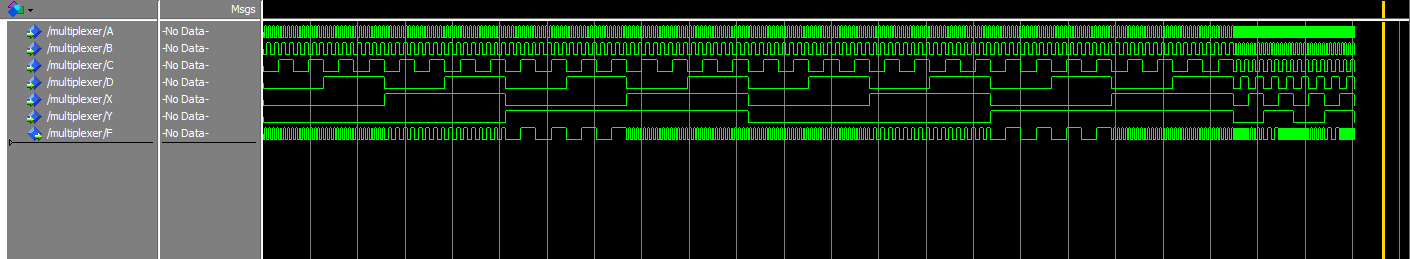 Msgs
/multiplexer/A -No Data-
/multiplexer/B -No Data-
/multiplexer/C -No Data-
/multiplexer/D -No Data-
/multiplexer/X -No Data-
/multiplexer/Y -No Data-
/multiplexer/F -No Data-